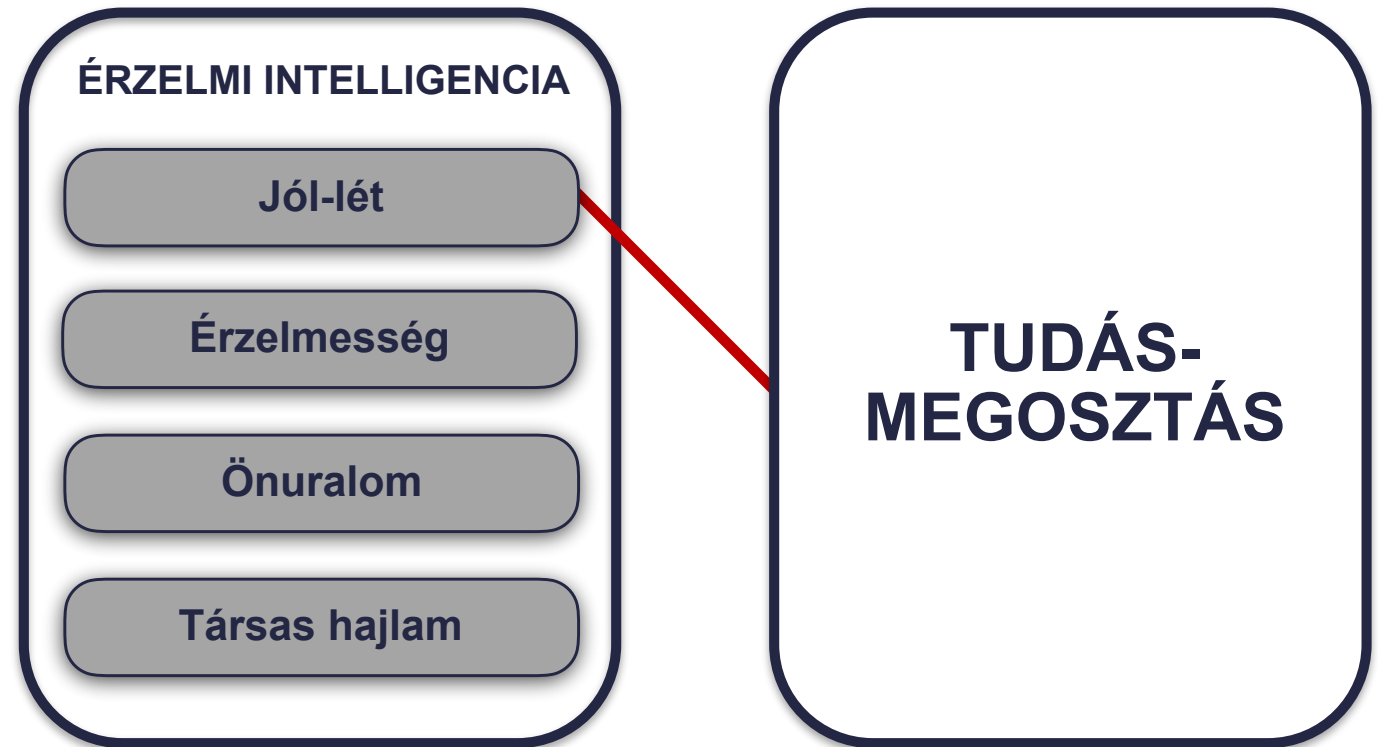 ÉRZELMI INTELLIGENCIA
Jól-lét
Érzelmesség
Önuralom
Társas hajlam
TUDÁS-
MEGOSZTÁS